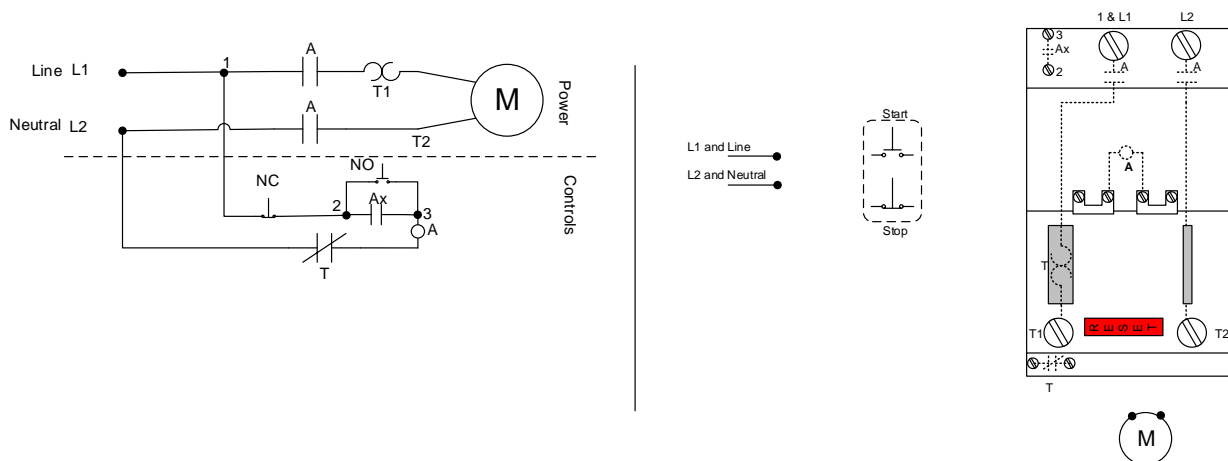 Line L1
1
A
T1
M
Power
Neutral L2
A
T2
NO
NC
Ax
2
3
A
T
Controls
L1 and Line
L2 and Neutral
Start
Stop
1 & L1
L2
3
Ax
2
A
A
A
T
T1
RESET
T2
T
M